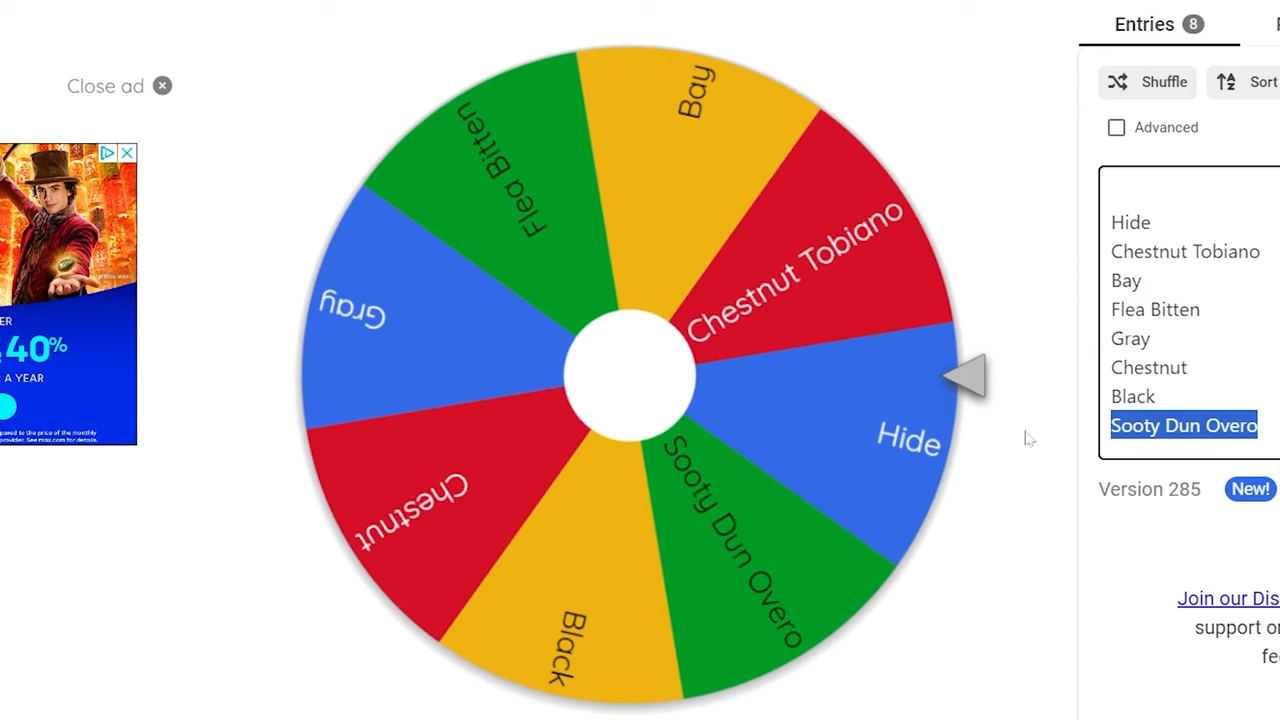 Entries 8
Close ad
Shuffle
Sort
Advanced
Bay
Flea Bitten
Chestnut Tobiano
Gray
Hide
Chestnut
Sooty Dun Overo
Black
Hide
Chestnut Tobiano
Bay
Flea Bitten
Gray
Chestnut
Black
Sooty Dun Overo
Version 285 New!
Join our Dis
support o
fe
ER
40%
A YEAR